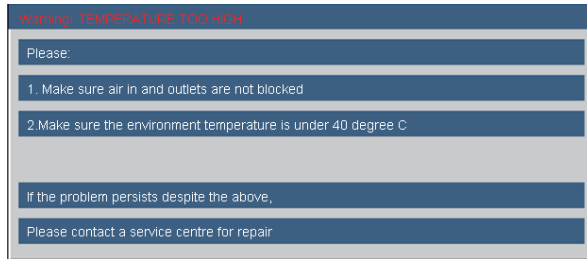 Warning! TEMPERATURE TOO HIGH
Please:
1. Make sure air in and outlets are not blocked
2.Make sure the environment temperature is under 40 degree C
If the problem persists despite the above,
Please contact a service centre for repair